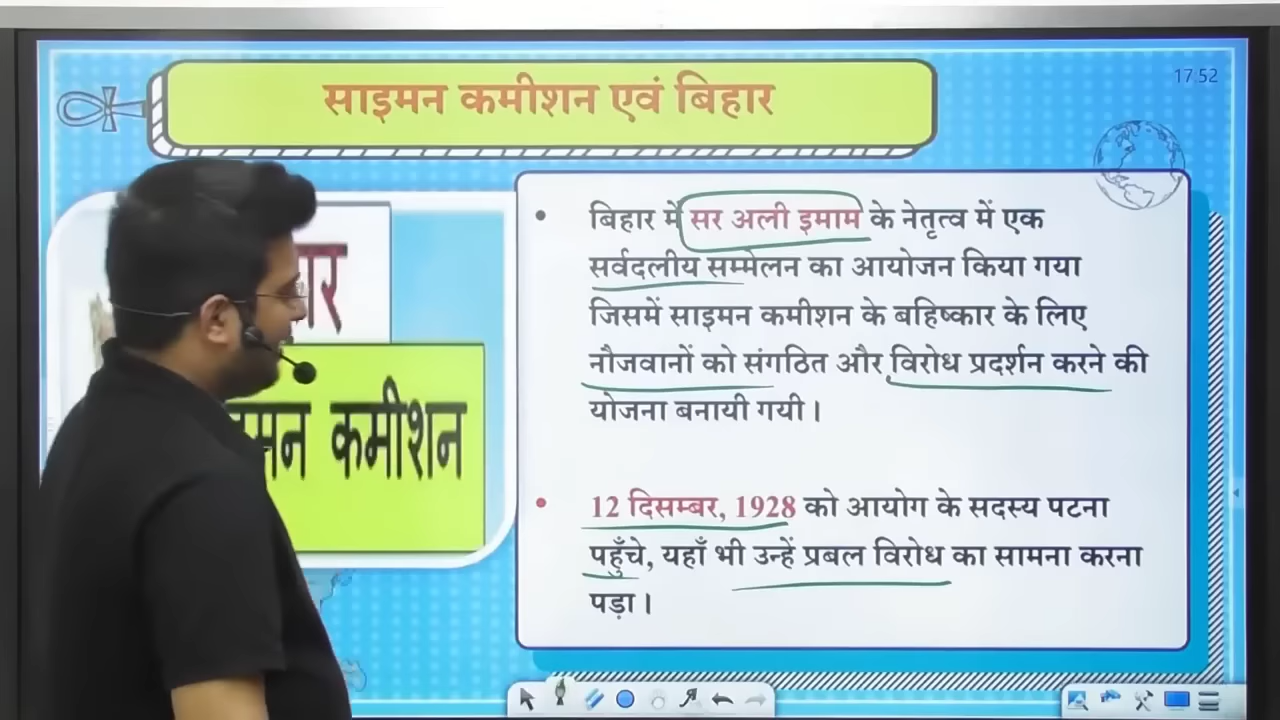 साइमन कमीशन एवं बिहार
17:52
मन कमीशन
• बिहार में सर अली इमाम के नेतृत्व में एक
सर्वदलीय सम्मेलन का आयोजन किया गया
जिसमें साइमन कमीशन के बहिष्कार के लिए
नौजवानों को संगठित और विरोध प्रदर्शन करने की
योजना बनायी गयी।
• 12 दिसम्बर, 1928 को आयोग के सदस्य पटना
पहुँचे, यहाँ भी उन्हें प्रबल विरोध का सामना करना
पड़ा।